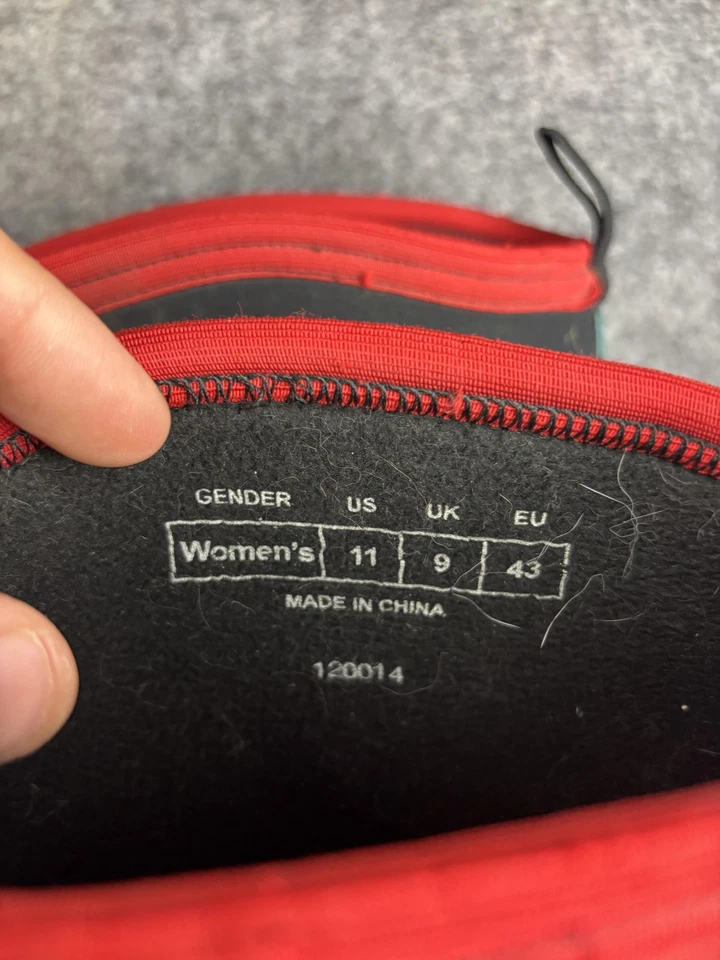 GENDER US UK EU
Women's 11 9 43
MADE IN CHINA
120014